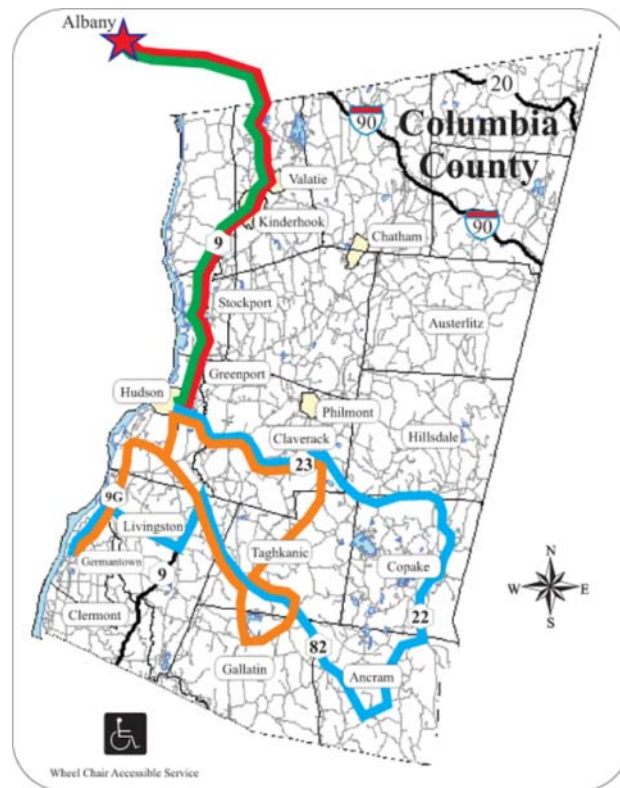 Albany
20
90
Columbia
County
Valatie
90
Kinderhook
9
Chatham
Stockport
Austerlitz
Greenport
Hudson
Philmont
Claverack
Hillsdale
23
9G
Livingston
Taghkanic
Germantown
Copake
9
N
W E
S
Clermont
22
82
Gallatin
Ancram
Wheel Chair Accessible Service